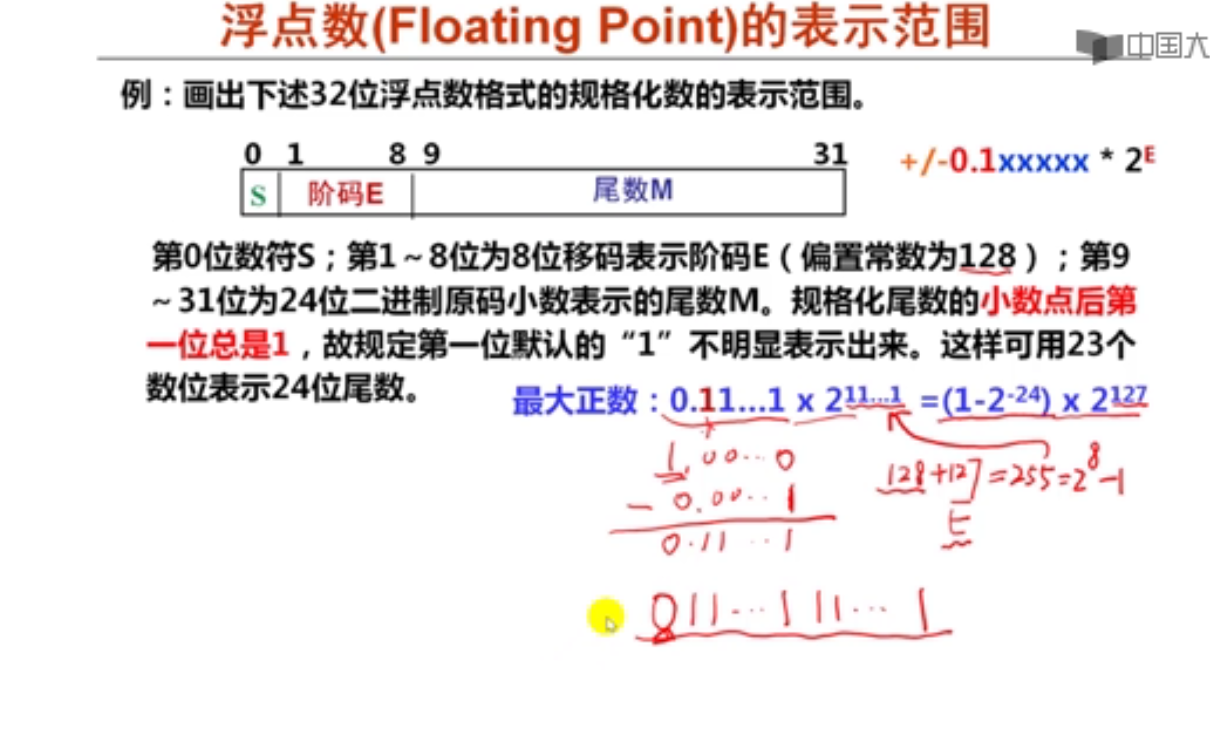 浮点数(Floating Point)的表示范围
中国大
例：画出下述32位浮点数格式的规格化数的表示范围。
0 1 8 9 31
S 阶码E 尾数M
+/-0.1xxxxx * 2^E
第0位数符S；第1～8位为8位移码表示阶码E（偏置常数为128）；第9
～31位为24位二进制原码小数表示的尾数M。规格化尾数的小数点后第
一位总是1，故规定第一位默认的“1”不明显表示出来。这样可用23个
数位表示24位尾数。
最大正数：0.11...1 x 2^11...1 =(1-2^-24) x 2^127
1.00...0
- 0.00...1
0.11...1
128+127=255=2^8-1
E
011...111...1